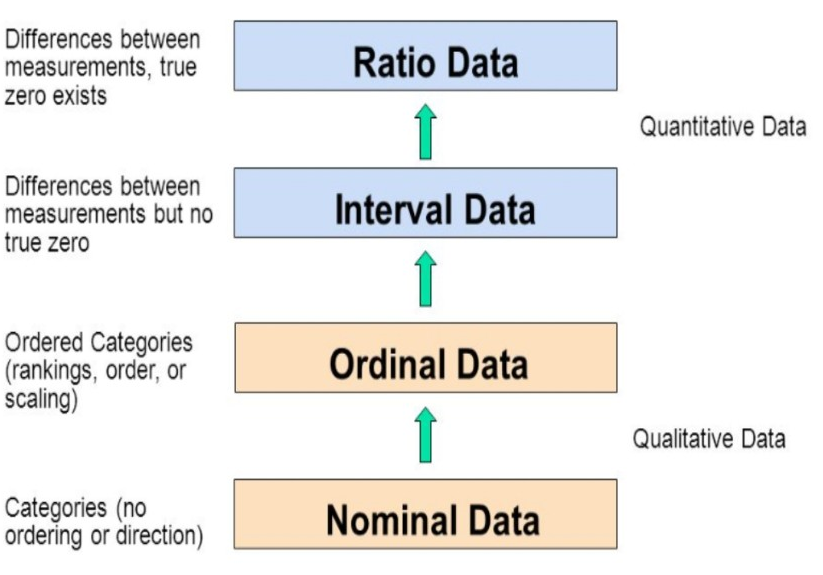 Differences between
measurements, true
zero exists
Ratio Data
Quantitative Data
Differences between
measurements but no
true zero
Interval Data
Ordered Categories
(rankings, order, or
scaling)
Ordinal Data
Qualitative Data
Categories (no
ordering or direction)
Nominal Data